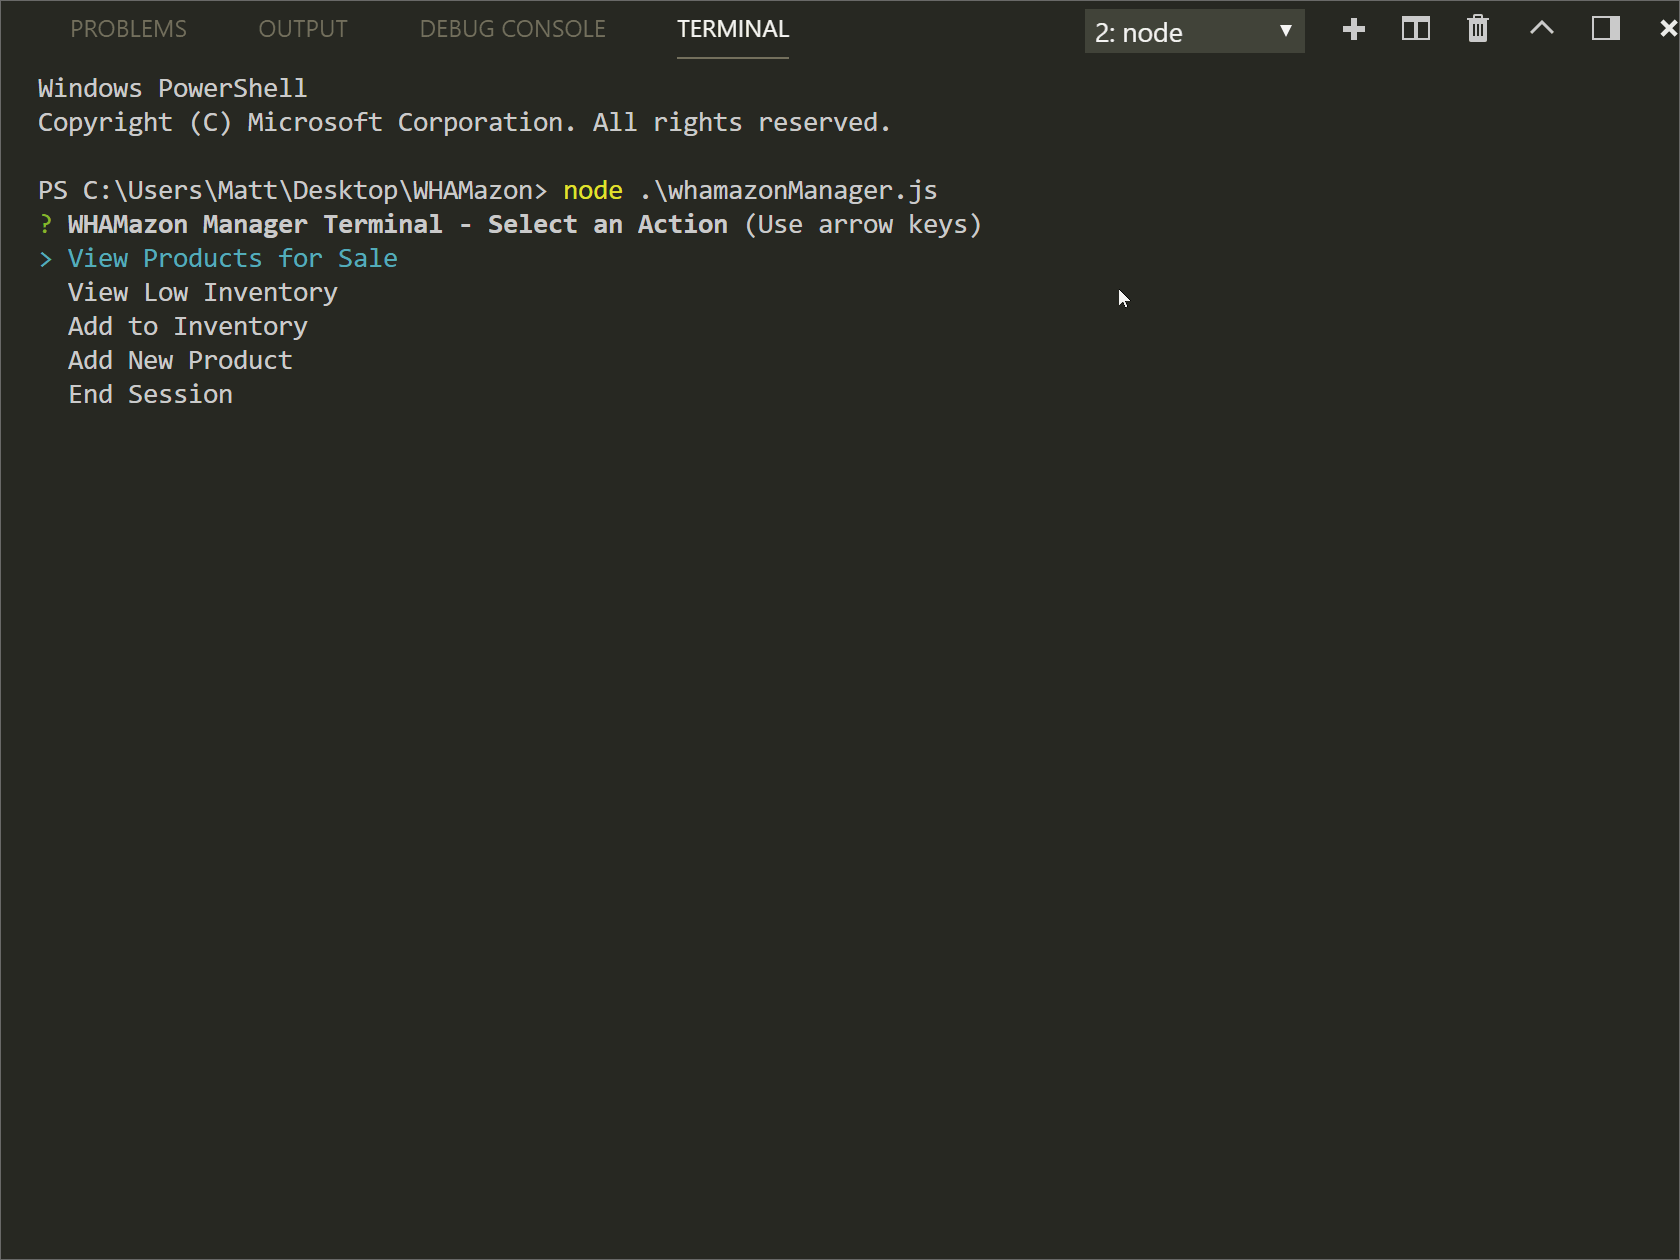 PROBLEMS OUTPUT DEBUG CONSOLE TERMINAL 2: node
Windows PowerShell
Copyright (C) Microsoft Corporation. All rights reserved.
PS C:\Users\Matt\Desktop\WHAMazon> node .\whamazonManager.js
? WHAMazon Manager Terminal - Select an Action (Use arrow keys)
> View Products for Sale
View Low Inventory
Add to Inventory
Add New Product
End Session